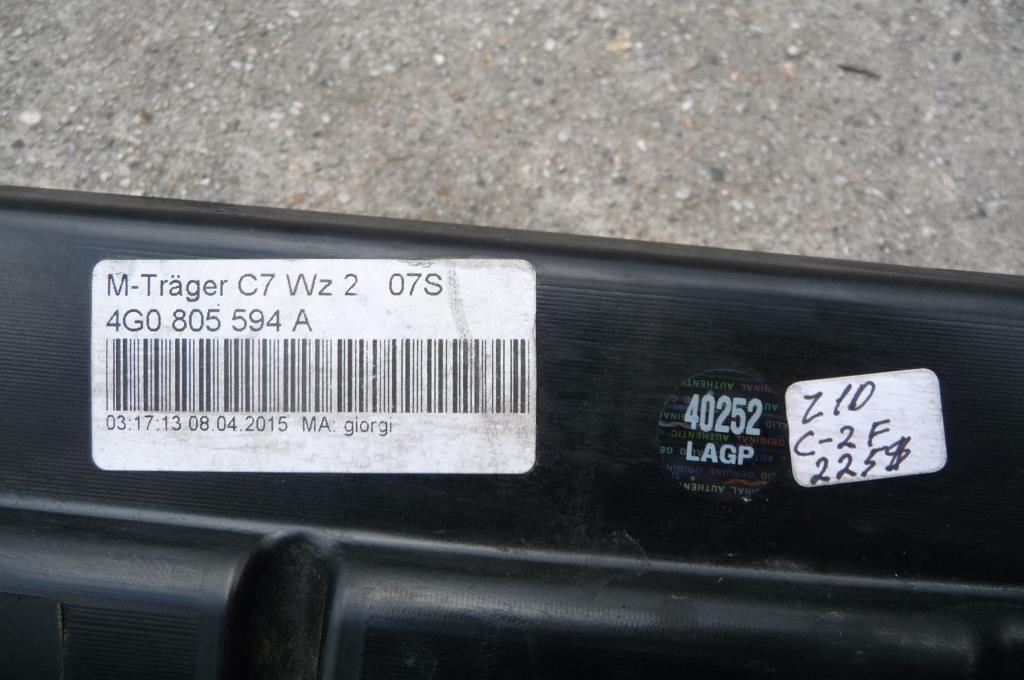 M-Träger C7 Wz 2 07S
4G0 805 594 A
03:17:13 08.04.2015 MA: giorgi
40252
LAGP
Z10
C-2F
225$